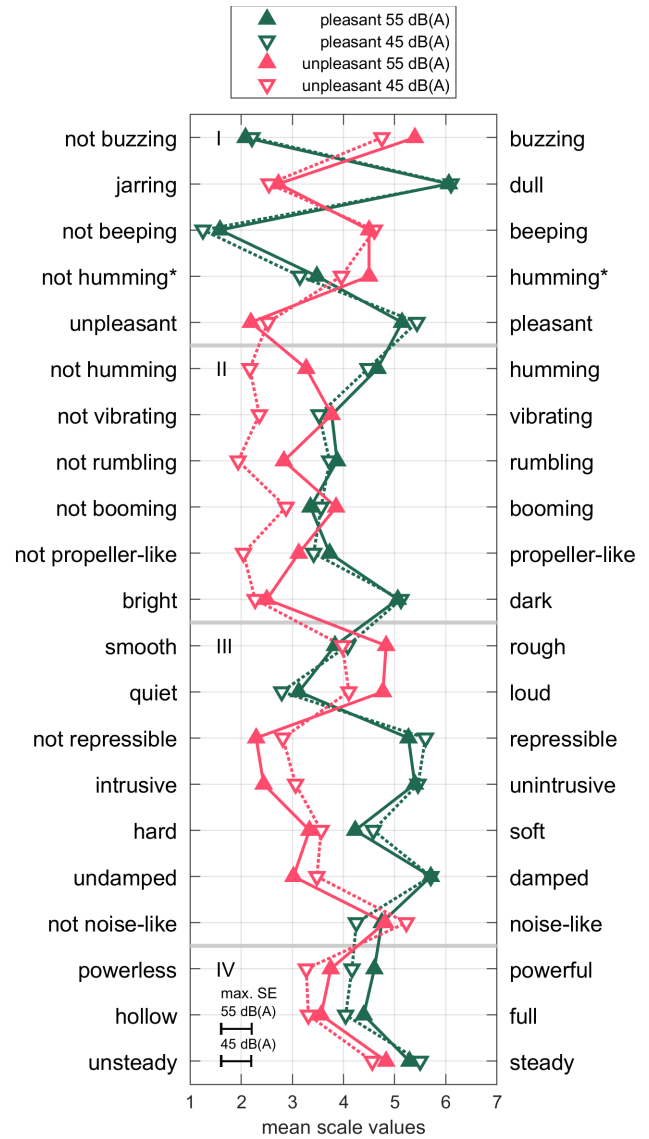 pleasant 55 dB(A)
pleasant 45 dB(A)
unpleasant 55 dB(A)
unpleasant 45 dB(A)
not buzzing I buzzing
jarring dull
not beeping beeping
not humming* humming*
unpleasant pleasant
not humming II humming
not vibrating vibrating
not rumbling rumbling
not booming booming
not propeller-like propeller-like
bright dark
smooth III rough
quiet loud
not repressible repressible
intrusive unintrusive
hard soft
undamped damped
not noise-like noise-like
powerless IV powerful
max. SE
55 dB(A)
hollow full
45 dB(A)
unsteady steady
1 2 3 4 5 6 7
mean scale values